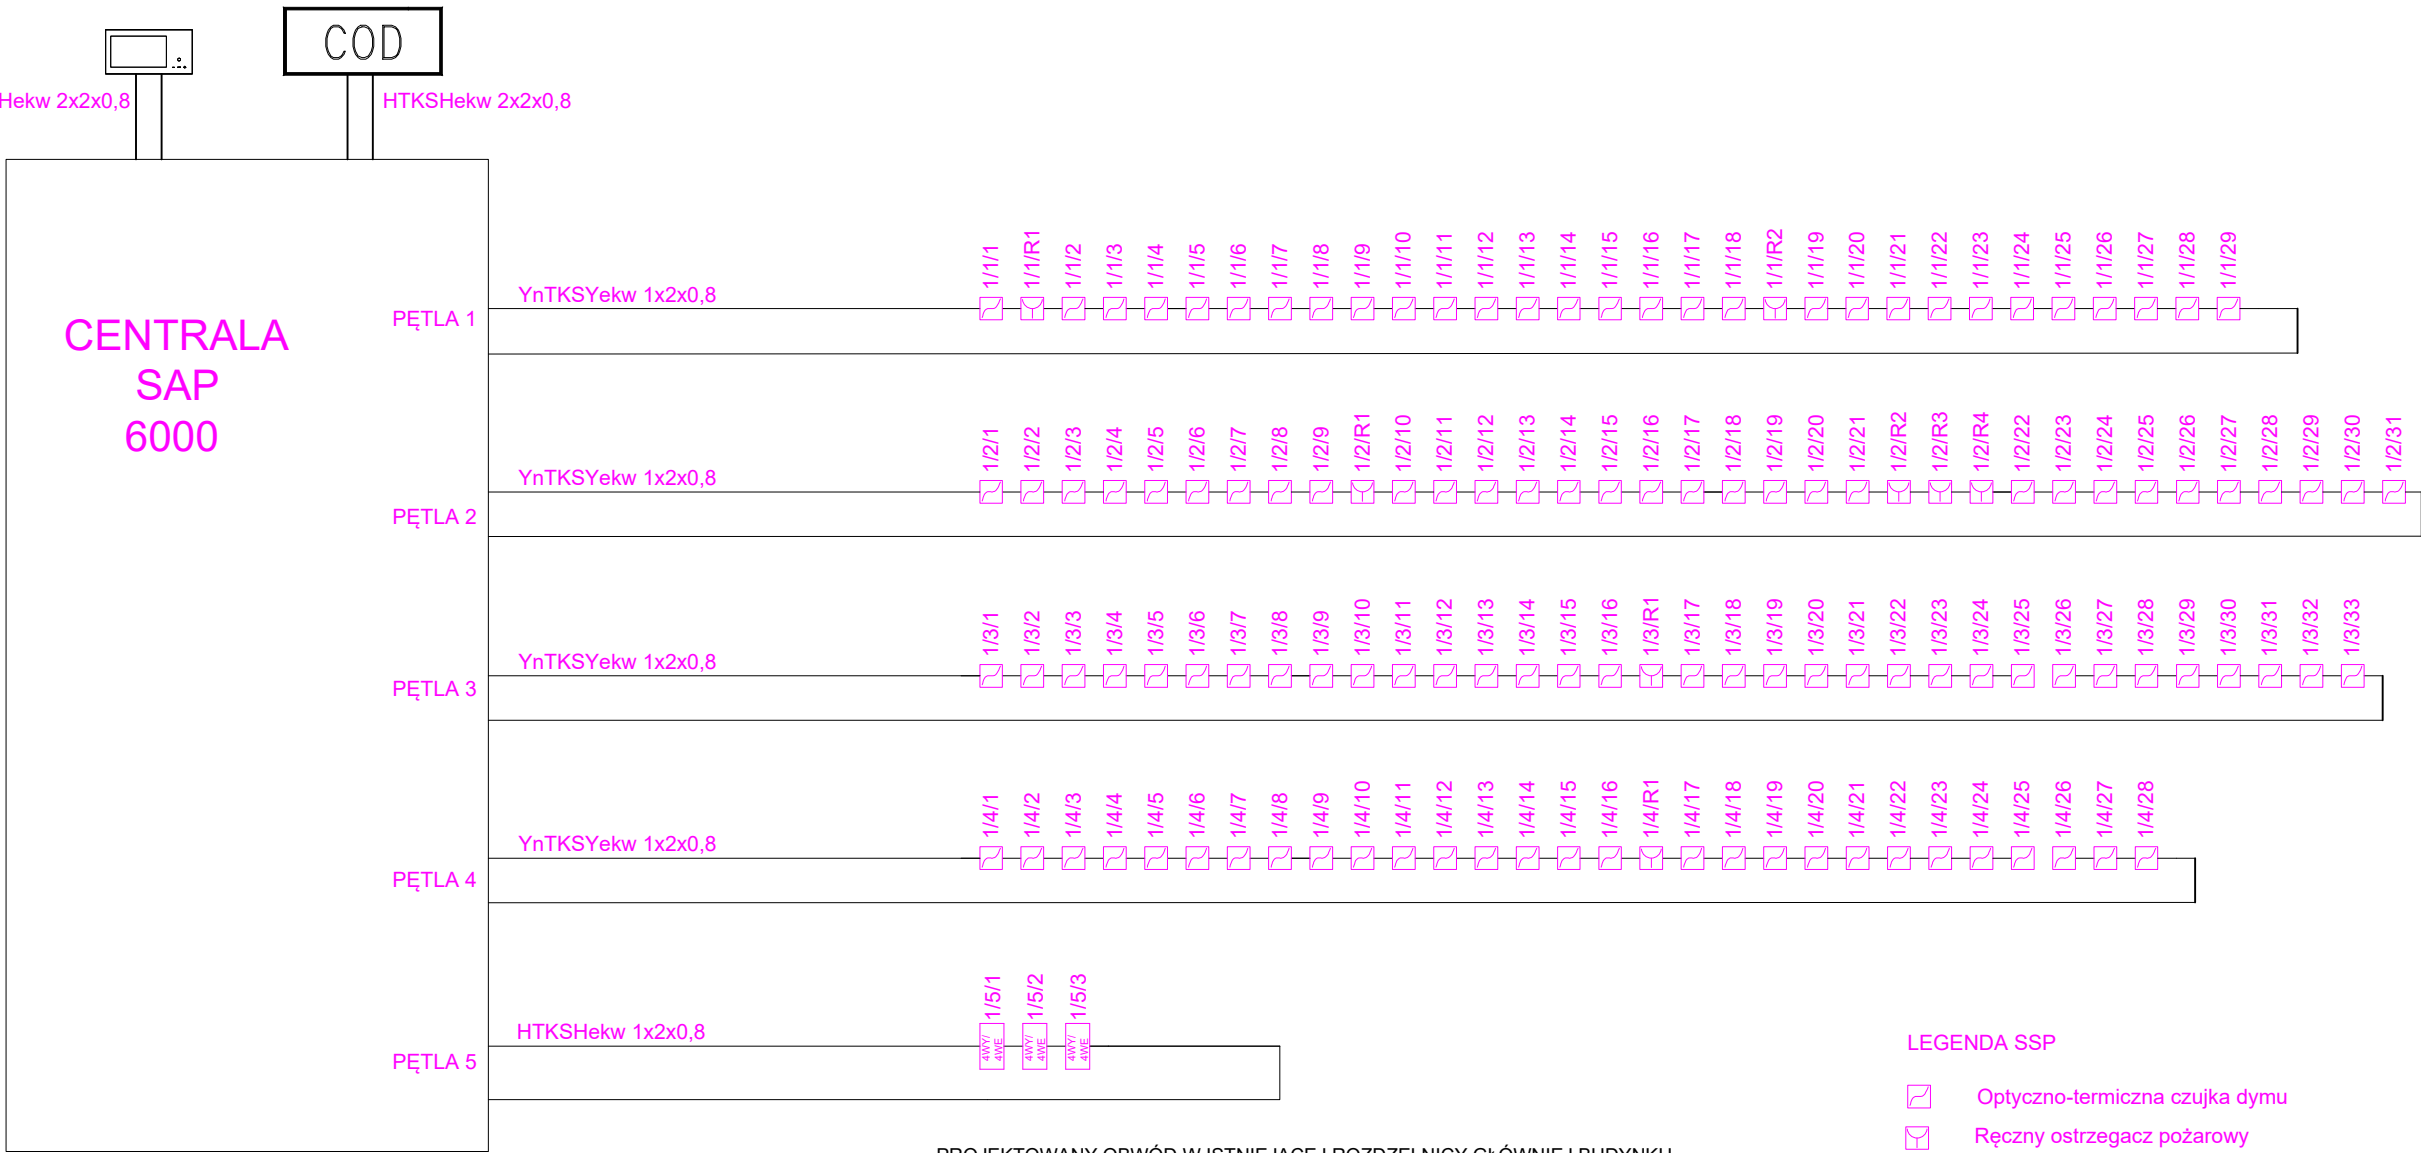 COD
Hekw 2x2x0,8
HTKSHekw 2x2x0,8
CENTRALA
SAP
6000
PĘTLA 1
YnTKSYekw 1x2x0,8
1/1/1 1/1/R1 1/1/2 1/1/3 1/1/4 1/1/5 1/1/6 1/1/7 1/1/8 1/1/9 1/1/10 1/1/11 1/1/12 1/1/13 1/1/14 1/1/15 1/1/16 1/1/17 1/1/18 1/1/R2 1/1/19 1/1/20 1/1/21 1/1/22 1/1/23 1/1/24 1/1/25 1/1/26 1/1/27 1/1/28 1/1/29
PĘTLA 2
YnTKSYekw 1x2x0,8
1/2/1 1/2/2 1/2/3 1/2/4 1/2/5 1/2/6 1/2/7 1/2/8 1/2/9 1/2/R1 1/2/10 1/2/11 1/2/12 1/2/13 1/2/14 1/2/15 1/2/16 1/2/17 1/2/18 1/2/19 1/2/20 1/2/21 1/2/R2 1/2/R3 1/2/R4 1/2/22 1/2/23 1/2/24 1/2/25 1/2/26 1/2/27 1/2/28 1/2/29 1/2/30 1/2/31
PĘTLA 3
YnTKSYekw 1x2x0,8
1/3/1 1/3/2 1/3/3 1/3/4 1/3/5 1/3/6 1/3/7 1/3/8 1/3/9 1/3/10 1/3/11 1/3/12 1/3/13 1/3/14 1/3/15 1/3/16 1/3/R1 1/3/17 1/3/18 1/3/19 1/3/20 1/3/21 1/3/22 1/3/23 1/3/24 1/3/25 1/3/26 1/3/27 1/3/28 1/3/29 1/3/30 1/3/31 1/3/32 1/3/33
PĘTLA 4
YnTKSYekw 1x2x0,8
1/4/1 1/4/2 1/4/3 1/4/4 1/4/5 1/4/6 1/4/7 1/4/8 1/4/9 1/4/10 1/4/11 1/4/12 1/4/13 1/4/14 1/4/15 1/4/16 1/4/R1 1/4/17 1/4/18 1/4/19 1/4/20 1/4/21 1/4/22 1/4/23 1/4/24 1/4/25 1/4/26 1/4/27 1/4/28
PĘTLA 5
HTKSHekw 1x2x0,8
1/5/1 1/5/2 1/5/3
4WY/ 4WE 4WY/ 4WE 4WY/ 4WE
LEGENDA SSP
Optyczno-termiczna czujka dymu
Ręczny ostrzegacz pożarowy
PROJEKTOWANY OBWÓD W ISTNIEJĄCEJ ROZDZELNICY GŁÓWNIEJ BUDYNKU